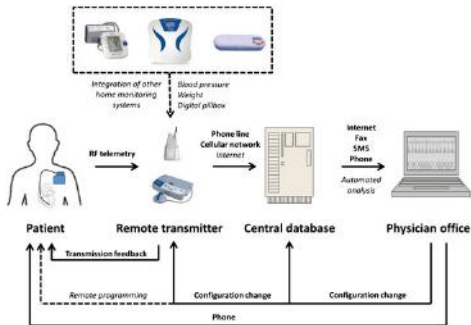 Integration of other
home monitoring
systems
Blood pressure
Weight
Digital pillbox
RF telemetry
Phone line
Cellular network
Internet
Internet
Fax
SMS
Phone
Automated
analysis
Patient
Remote transmitter
Central database
Physician office
Transmission feedback
Remote programming
Configuration change
Configuration change
Phone